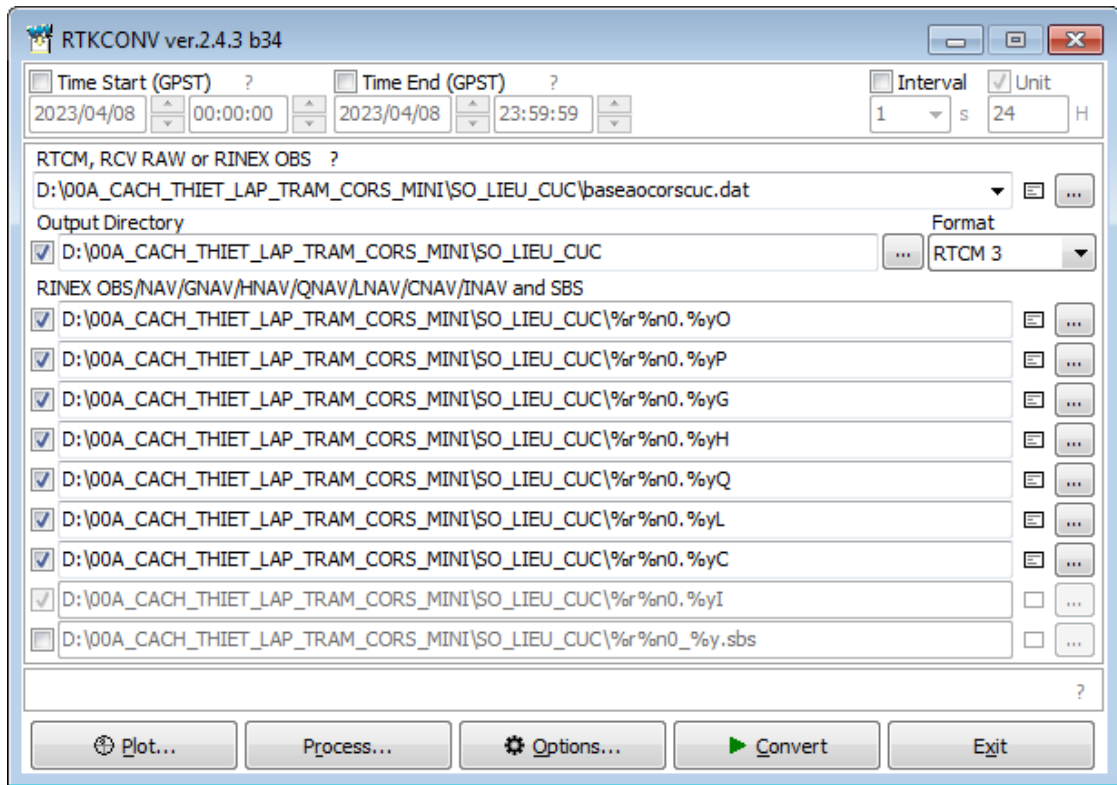 RTKCONV ver.2.4.3 b34
Time Start (GPST) ? Time End (GPST) ? Interval Unit
2023/04/08 00:00:00 2023/04/08 23:59:59 1 s 24 H
RTCM, RCV RAW or RINEX OBS ?
D:\00A_CACH_THIET_LAP_TRAM_CORS_MINI\SO_LIEU_CUC\baseaocorscuc.dat ...
Output Directory Format
D:\00A_CACH_THIET_LAP_TRAM_CORS_MINI\SO_LIEU_CUC ... RTCM 3
RINEX OBS/NAV/GNAV/HNAV/QNAV/LNAV/CNAV/INAV and SBS
D:\00A_CACH_THIET_LAP_TRAM_CORS_MINI\SO_LIEU_CUC\%r%n0.%yO ...
D:\00A_CACH_THIET_LAP_TRAM_CORS_MINI\SO_LIEU_CUC\%r%n0.%yP ...
D:\00A_CACH_THIET_LAP_TRAM_CORS_MINI\SO_LIEU_CUC\%r%n0.%yG ...
D:\00A_CACH_THIET_LAP_TRAM_CORS_MINI\SO_LIEU_CUC\%r%n0.%yH ...
D:\00A_CACH_THIET_LAP_TRAM_CORS_MINI\SO_LIEU_CUC\%r%n0.%yQ ...
D:\00A_CACH_THIET_LAP_TRAM_CORS_MINI\SO_LIEU_CUC\%r%n0.%yL ...
D:\00A_CACH_THIET_LAP_TRAM_CORS_MINI\SO_LIEU_CUC\%r%n0.%yC ...
D:\00A_CACH_THIET_LAP_TRAM_CORS_MINI\SO_LIEU_CUC\%r%n0.%yI ...
D:\00A_CACH_THIET_LAP_TRAM_CORS_MINI\SO_LIEU_CUC\%r%n0_%y.sbs ...
?
Plot... Process... Options... Convert Exit